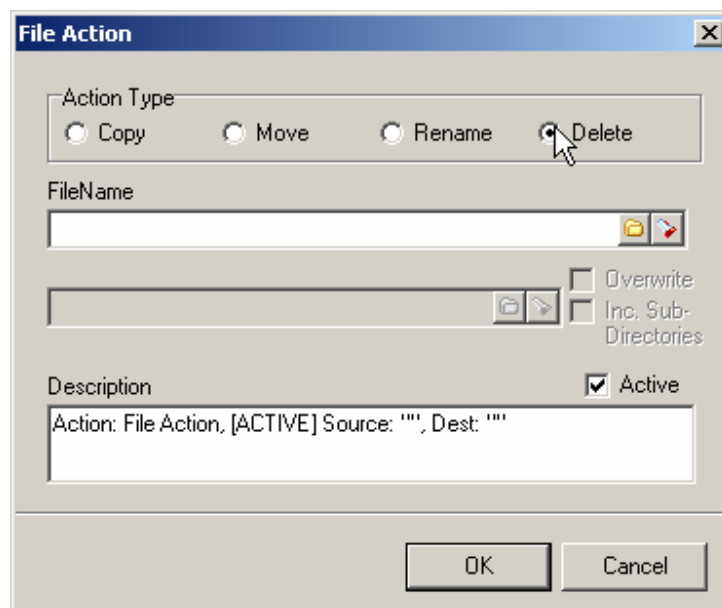 File Action
Action Type
Copy Move Rename Delete
FileName
Overwrite
Inc. Sub-
Directories
Description Active
Action: File Action, [ACTIVE] Source: "", Dest: ""
OK Cancel